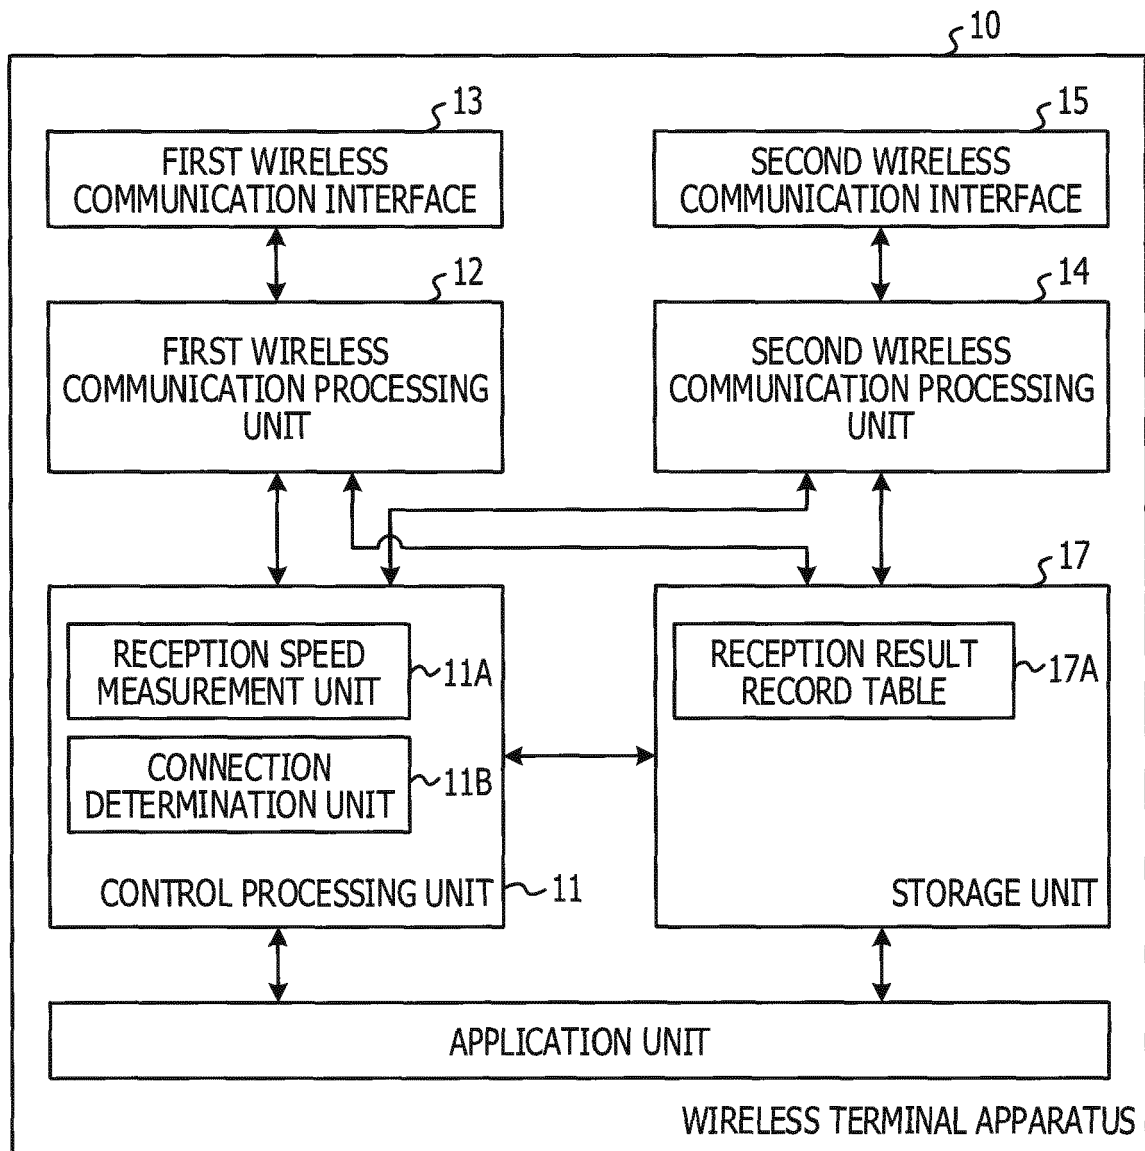 10
13
15
FIRST WIRELESS
COMMUNICATION INTERFACE
SECOND WIRELESS
COMMUNICATION INTERFACE
12
14
FIRST WIRELESS
COMMUNICATION PROCESSING
UNIT
SECOND WIRELESS
COMMUNICATION PROCESSING
UNIT
17
RECEPTION SPEED
MEASUREMENT UNIT
11A
RECEPTION RESULT
RECORD TABLE
17A
CONNECTION
DETERMINATION UNIT
11B
CONTROL PROCESSING UNIT
11
STORAGE UNIT
APPLICATION UNIT
WIRELESS TERMINAL APPARATUS